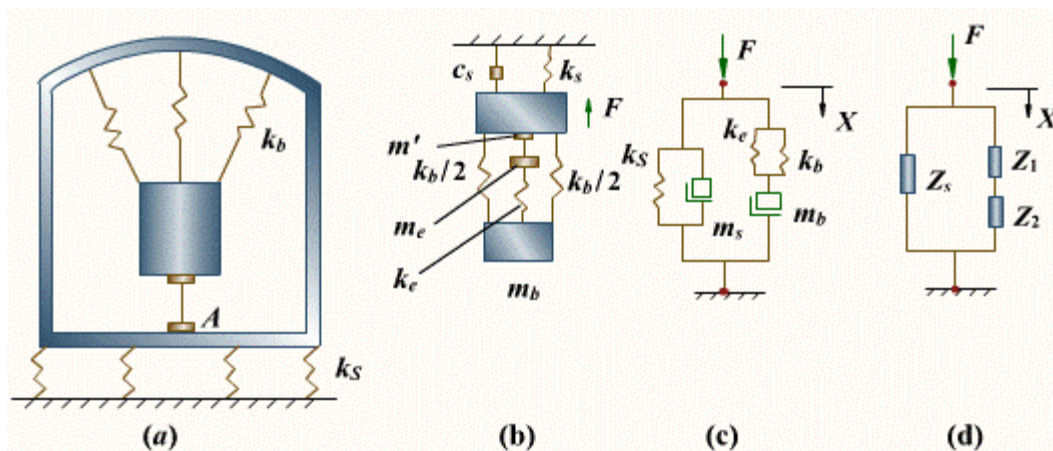 k_b
A
k_S
(a)
c_s
k_s
F
m'
k_b/2
k_b/2
m_e
k_e
m_b
(b)
F
X
k_e
k_S
k_b
m_s
m_b
(c)
F
X
Z_s
Z_1
Z_2
(d)